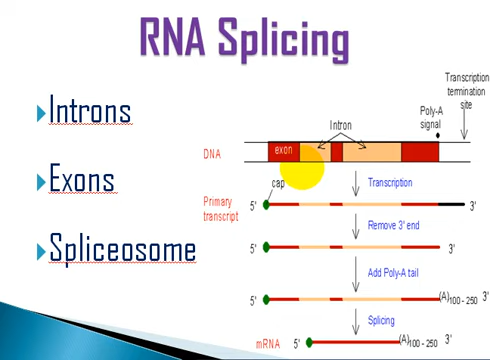 RNA Splicing
Introns
Exons
Spliceosome
Transcription
termination
site
Poly-A
signal
Intron
DNA
exon
cap
Transcription
Primary
transcript
5'
3'
Remove 3' end
5'
3'
Add Poly-A tail
5'
(A)100 - 250 3'
Splicing
mRNA
5'
(A)100 - 250 3'